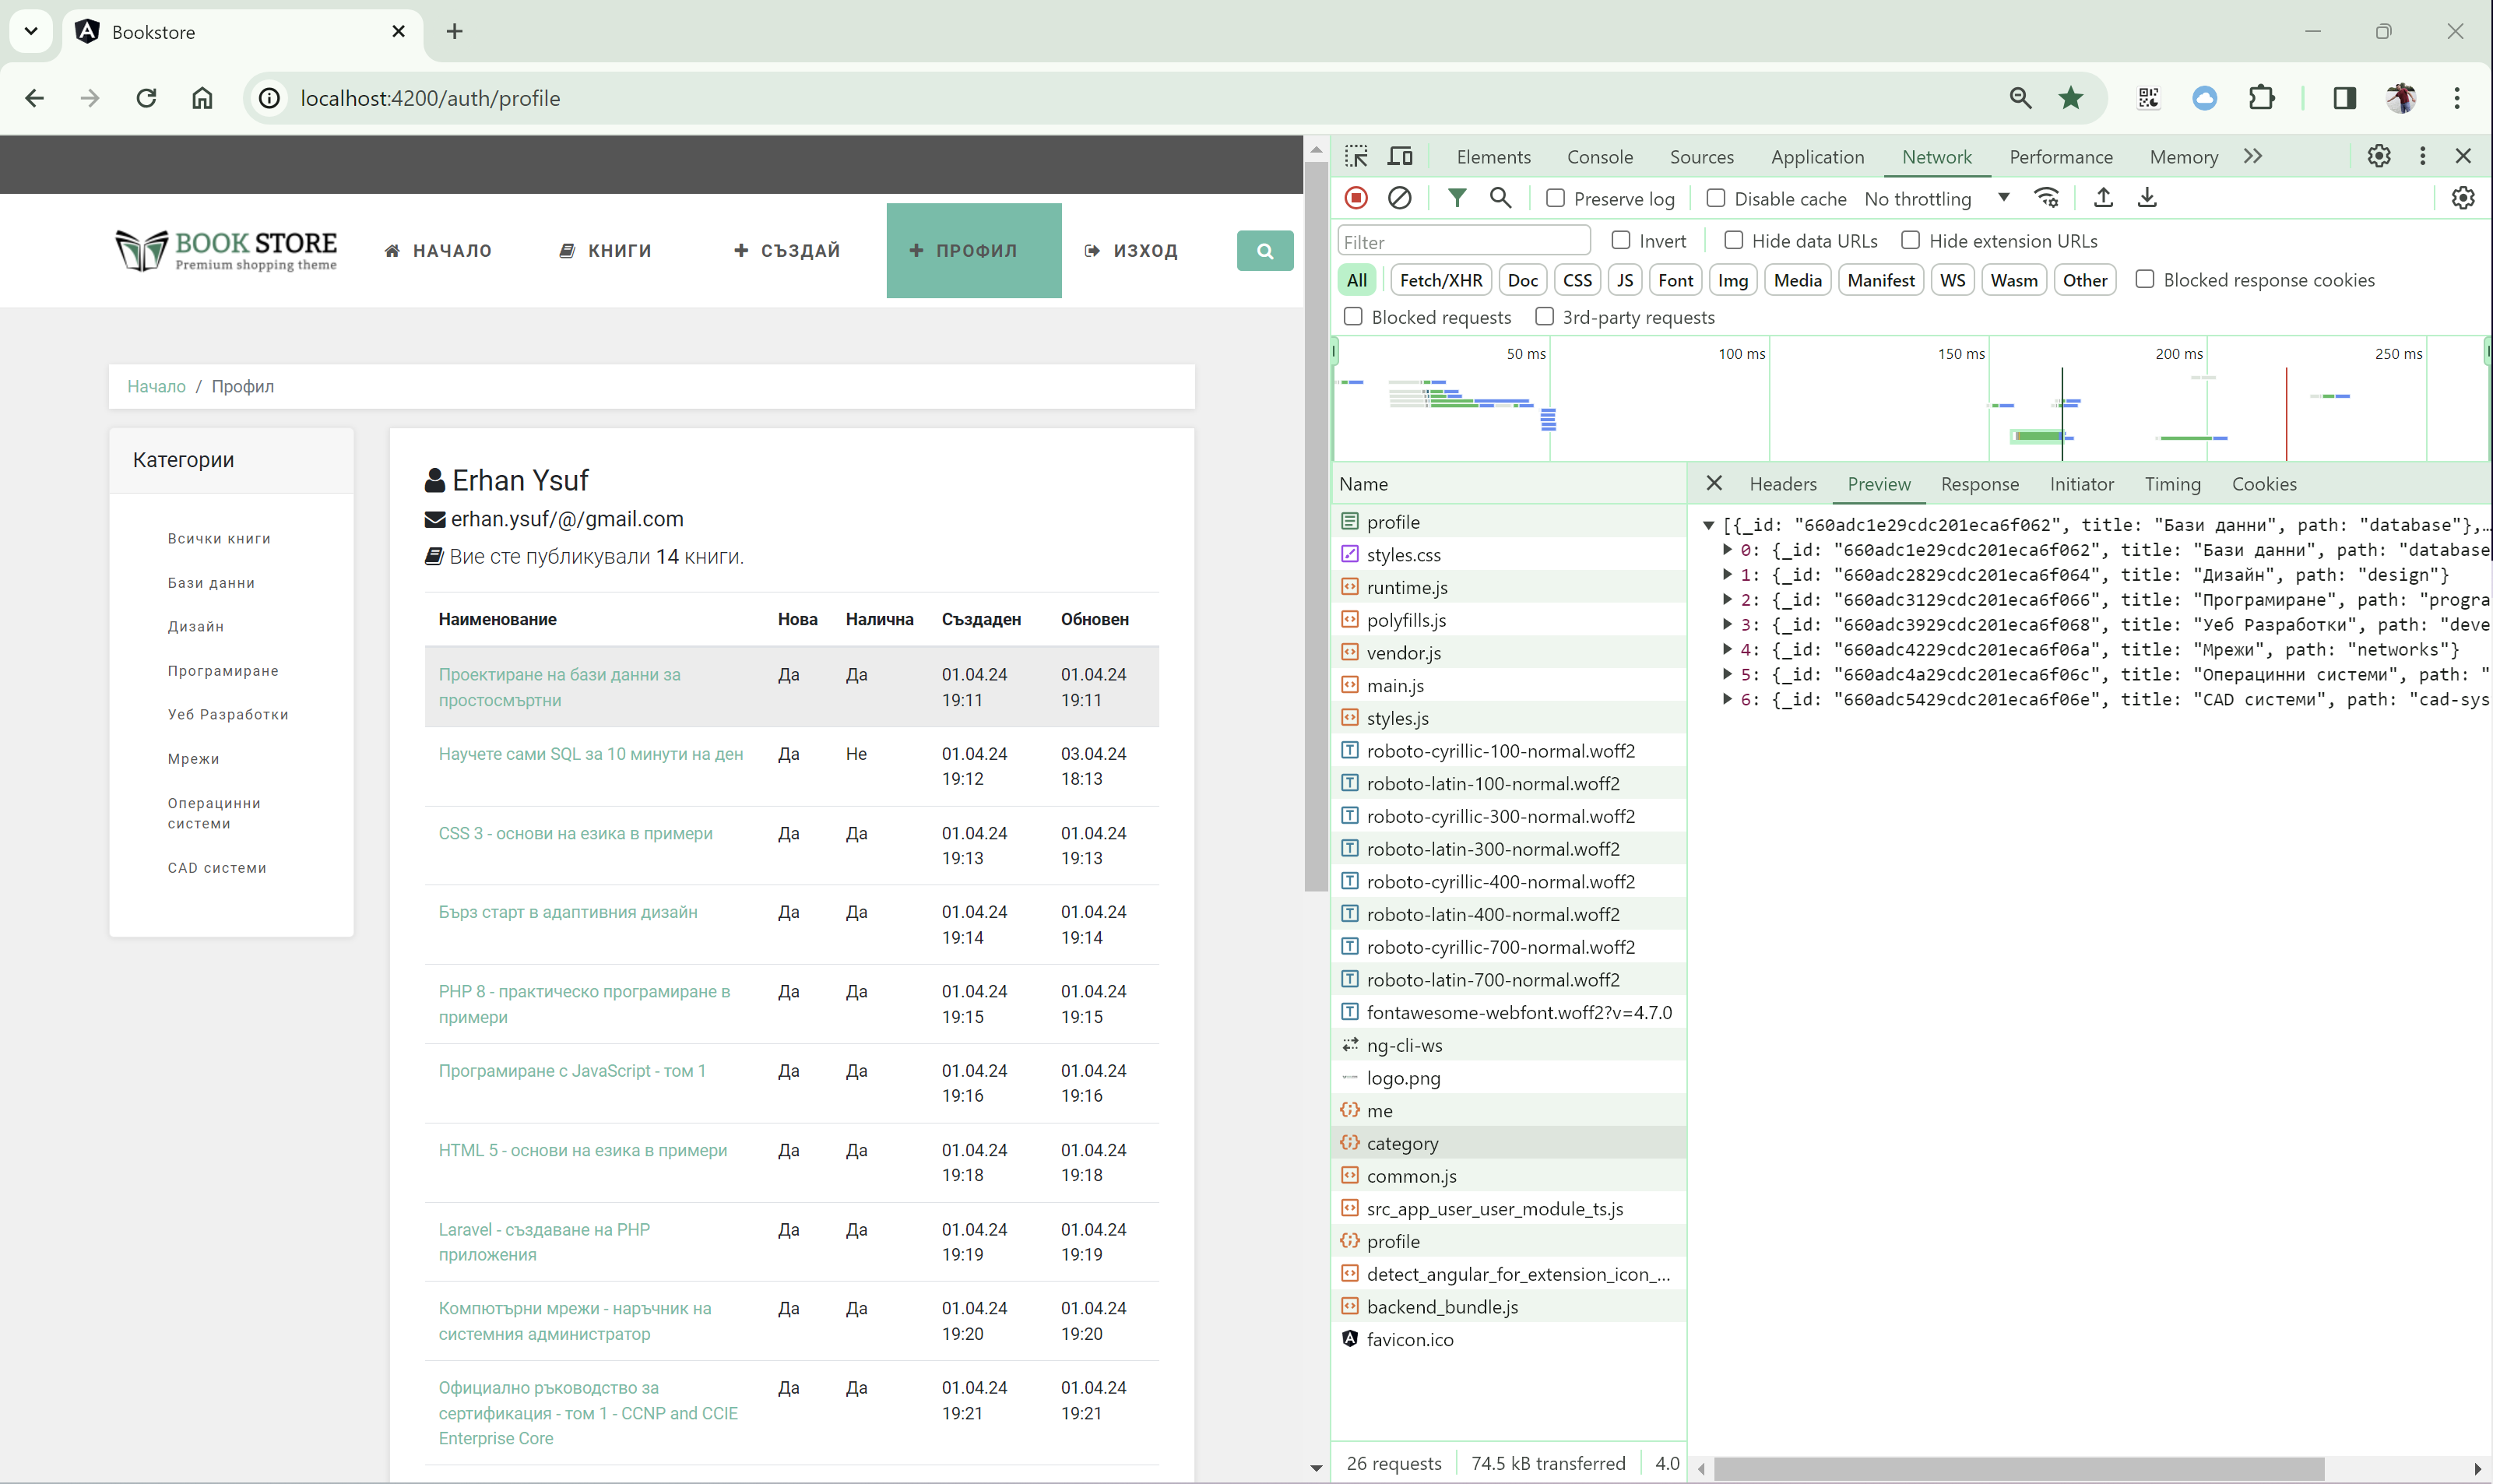 Bookstore
localhost:4200/auth/profile
BOOK STORE
Premium shopping theme
НАЧАЛО
КНИГИ
СЪЗДАЙ
ПРОФИЛ
ИЗХОД
Начало / Профил
Категории
Всички книги
Бази данни
Дизайн
Програмиране
Уеб Разработки
Мрежи
Операцинни
системи
CAD системи
Erhan Ysuf
erhan.ysuf/@/gmail.com
Вие сте публикували 14 книги.
Наименование Нова Налична Създаден Обновен
Проектиране на бази данни за Да Да 01.04.24 01.04.24
простосмъртни 19:11 19:11
Научете сами SQL за 10 минути на ден Да Не 01.04.24 03.04.24
19:12 18:13
CSS 3 - основи на езика в примери Да Да 01.04.24 01.04.24
19:13 19:13
Бърз старт в адаптивния дизайн Да Да 01.04.24 01.04.24
19:14 19:14
PHP 8 - практическо програмиране в Да Да 01.04.24 01.04.24
примери 19:15 19:15
Програмиране с JavaScript - том 1 Да Да 01.04.24 01.04.24
19:16 19:16
HTML 5 - основи на езика в примери Да Да 01.04.24 01.04.24
19:18 19:18
Laravel - създаване на PHP Да Да 01.04.24 01.04.24
приложения 19:19 19:19
Компютърни мрежи - наръчник на Да Да 01.04.24 01.04.24
системния администратор 19:20 19:20
Официално ръководство за Да Да 01.04.24 01.04.24
сертификация - том 1 - CCNP and CCIE 19:21 19:21
Enterprise Core
Elements Console Sources Application Network Performance Memory
Preserve log Disable cache No throttling
Filter Invert Hide data URLs Hide extension URLs
All Fetch/XHR Doc CSS JS Font Img Media Manifest WS Wasm Other Blocked response cookies
Blocked requests 3rd-party requests
50 ms 100 ms 150 ms 200 ms 250 ms
Name
profile
styles.css
runtime.js
polyfills.js
vendor.js
main.js
styles.js
roboto-cyrillic-100-normal.woff2
roboto-latin-100-normal.woff2
roboto-cyrillic-300-normal.woff2
roboto-latin-300-normal.woff2
roboto-cyrillic-400-normal.woff2
roboto-latin-400-normal.woff2
roboto-cyrillic-700-normal.woff2
roboto-latin-700-normal.woff2
fontawesome-webfont.woff2?v=4.7.0
ng-cli-ws
logo.png
me
category
common.js
src_app_user_user_module_ts.js
profile
detect_angular_for_extension_icon_...
backend_bundle.js
favicon.ico
26 requests 74.5 kB transferred 4.0
Headers Preview Response Initiator Timing Cookies
[{_id: "660adc1e29cdc201eca6f062", title: "Бази данни", path: "database"},…
0: {_id: "660adc1e29cdc201eca6f062", title: "Бази данни", path: "database
1: {_id: "660adc2829cdc201eca6f064", title: "Дизайн", path: "design"}
2: {_id: "660adc3129cdc201eca6f066", title: "Програмиране", path: "progra
3: {_id: "660adc3929cdc201eca6f068", title: "Уеб Разработки", path: "deve
4: {_id: "660adc4229cdc201eca6f06a", title: "Мрежи", path: "networks"}
5: {_id: "660adc4a29cdc201eca6f06c", title: "Операцинни системи", path: "
6: {_id: "660adc5429cdc201eca6f06e", title: "CAD системи", path: "cad-sys